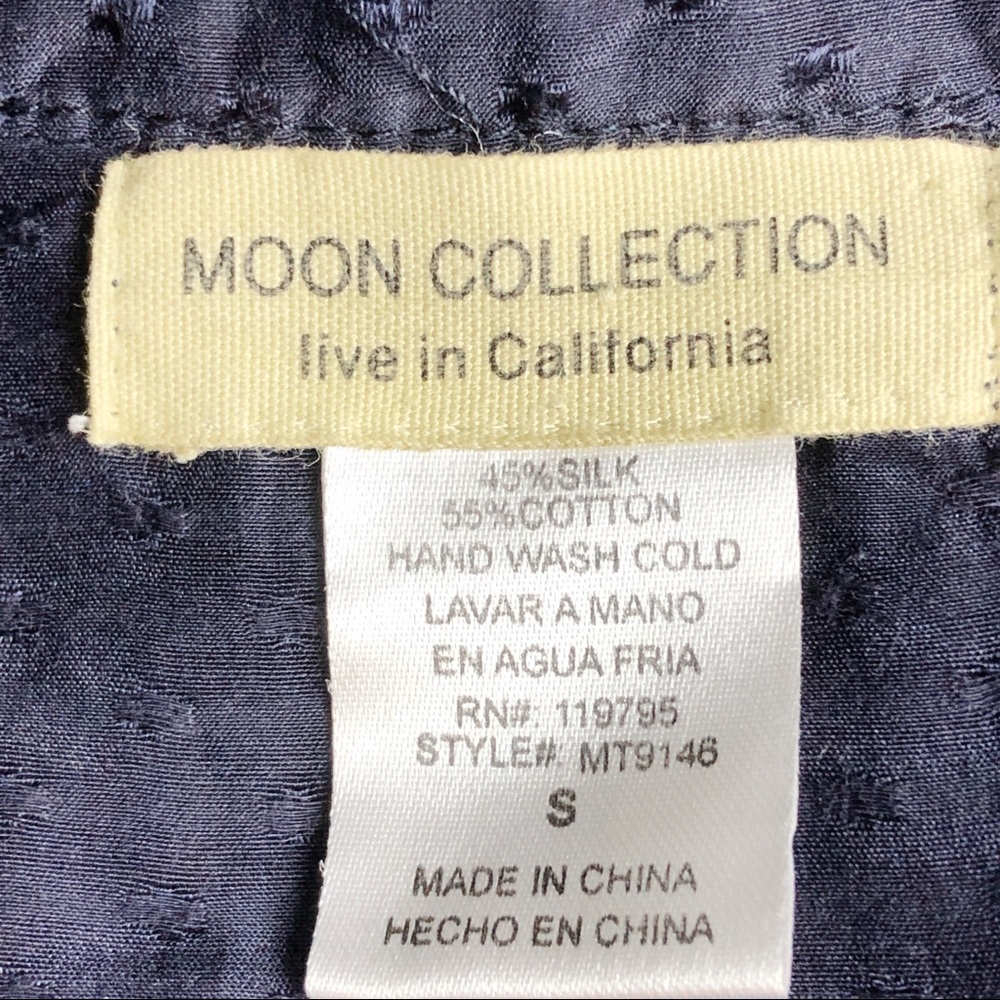 MOON COLLECTION
live in California
45%SILK
55%COTTON
HAND WASH COLD
LAVAR A MANO
EN AGUA FRIA
RN#: 119795
STYLE#: MT9146
S
MADE IN CHINA
HECHO EN CHINA